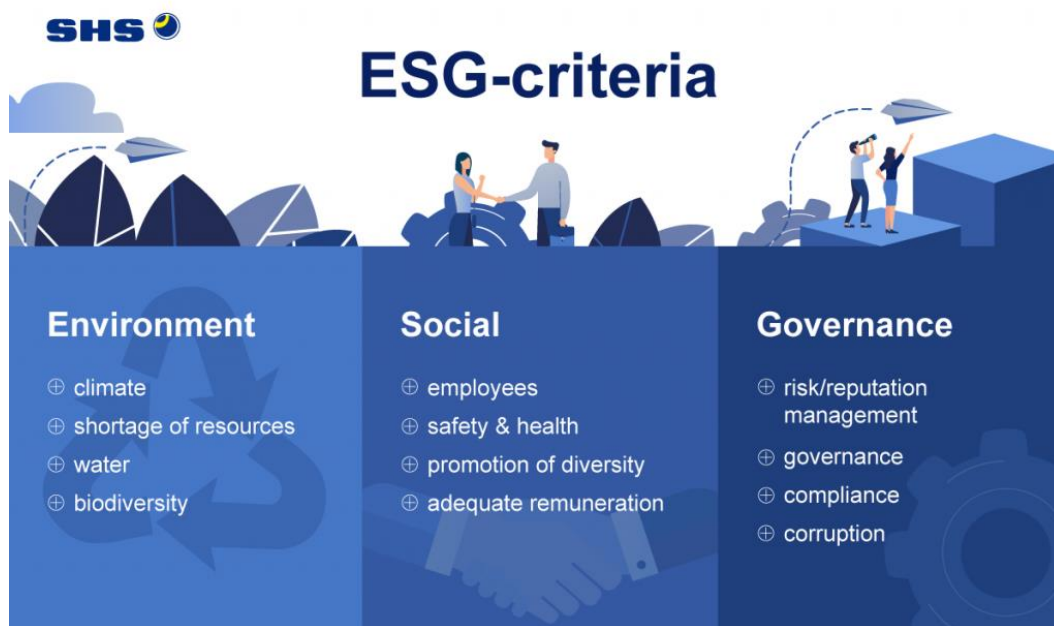 SHS
ESG-criteria
Environment
climate
shortage of resources
water
biodiversity
Social
employees
safety & health
promotion of diversity
adequate remuneration
Governance
risk/reputation
management
governance
compliance
corruption